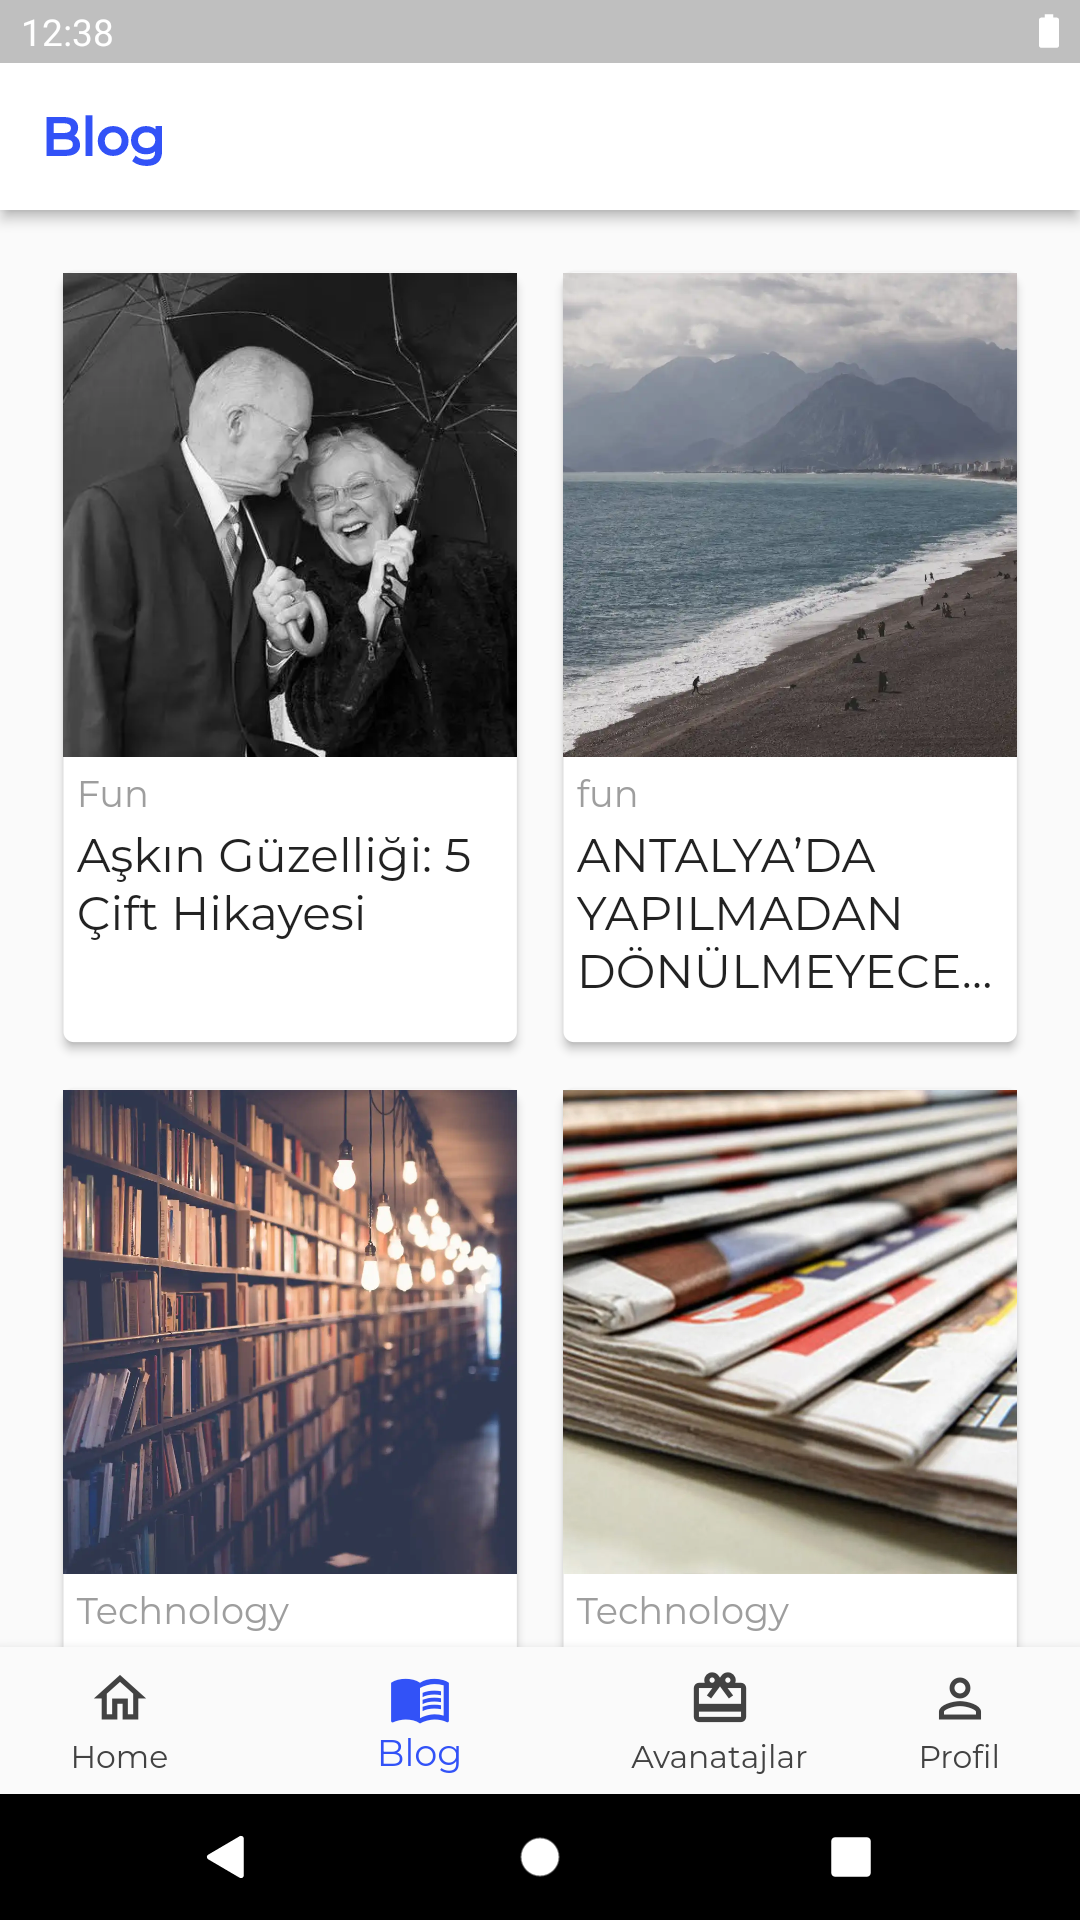 12:38
Blog
Fun
Aşkın Güzelliği: 5
Çift Hikayesi
fun
ANTALYA’DA
YAPILMADAN
DÖNÜLMEYECE...
Technology
Technology
Home
Blog
Avanatajlar
Profil